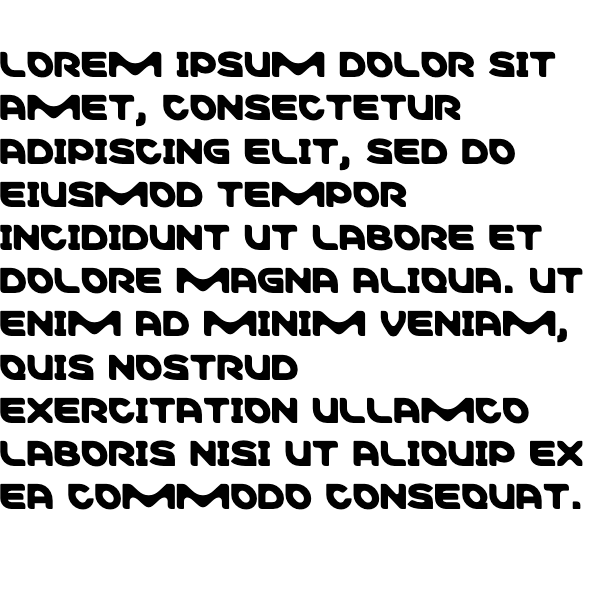 LOREM IPSUM DOLOR SIT
AMET, CONSECTETUR
ADIPISCING ELIT, SED DO
EIUSMOD TEMPOR
INCIDIDUNT UT LABORE ET
DOLORE MAGNA ALIQUA. UT
ENIM AD MINIM VENIAM,
QUIS NOSTRUD
EXERCITATION ULLAMCO
LABORIS NISI UT ALIQUIP EX
EA COMMODO CONSEQUAT.